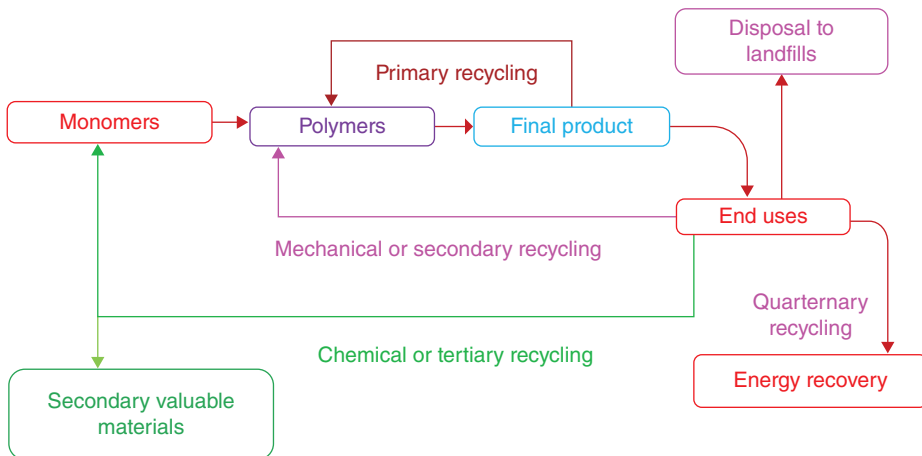 Disposal to
landfills
Primary recycling
Monomers
Polymers
Final product
End uses
Mechanical or secondary recycling
Quarternary
recycling
Chemical or tertiary recycling
Energy recovery
Secondary valuable
materials